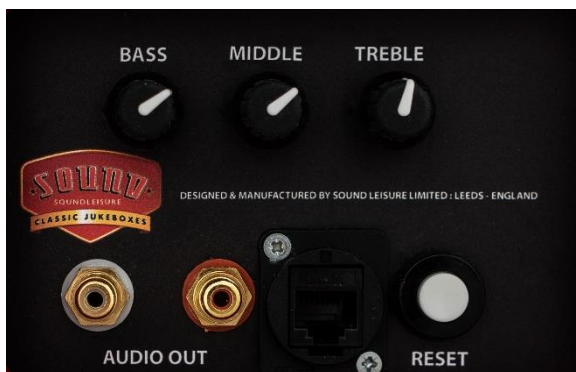 BASS MIDDLE TREBLE
SOUND
SOUNDLEISURE
CLASSIC JUKEBOXES
DESIGNED & MANUFACTURED BY SOUND LEISURE LIMITED : LEEDS - ENGLAND
AUDIO OUT RESET